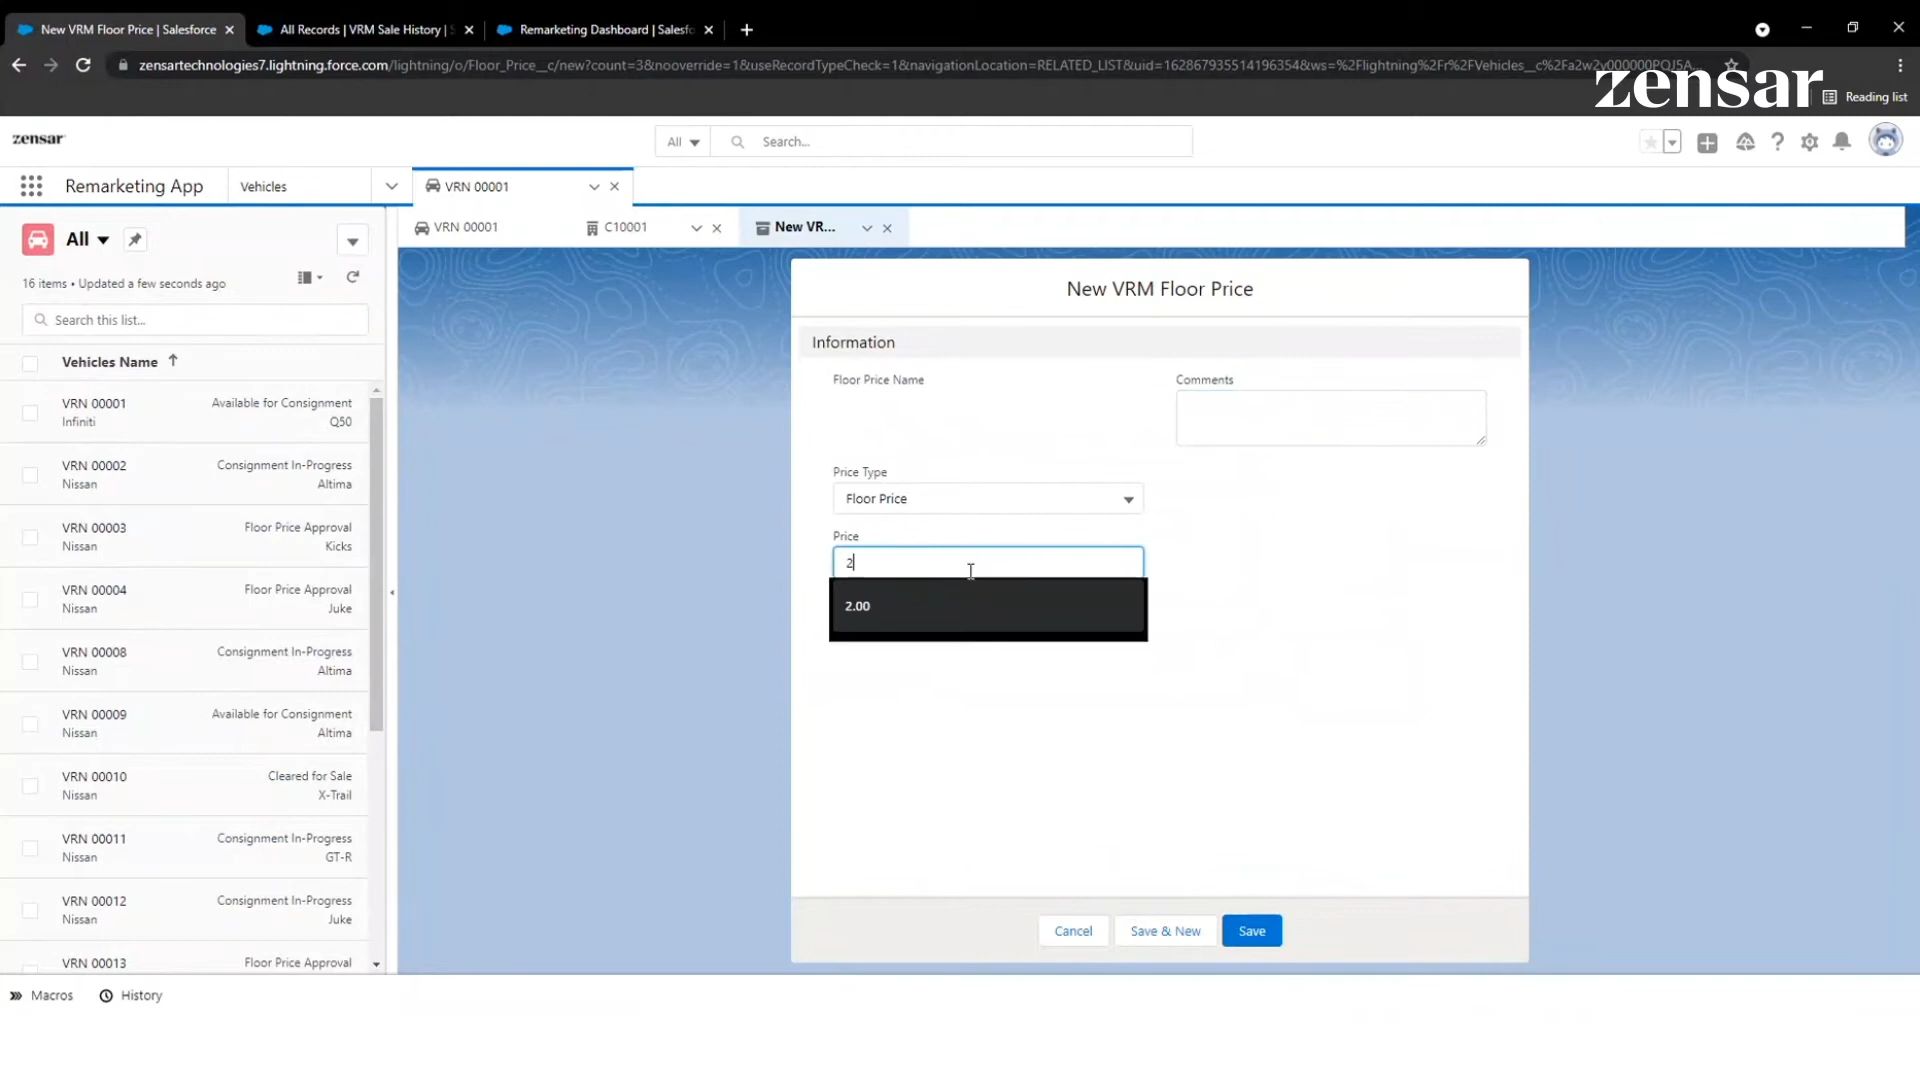 New VRM Floor Price | Salesforce
All Records | VRM Sale History |
Remarketing Dashboard | Salesfo
zensartechnologies7.lightning.force.com/lightning/o/Floor_Price__c/new?count=3&nooverride=1&useRecordTypeCheck=1&navigationLocation=RELATED_LIST&uid=162867935514196354&ws=%2Flightning%2Fr%2FVehicles__c%2Fa2w2v000000PQJ5A...
zensar
Reading list
zensar
All
Search...
Remarketing App
Vehicles
VRN 00001
All
VRN 00001
C10001
New VR...
16 items • Updated a few seconds ago
Search this list...
Vehicles Name
VRN 00001
Available for Consignment
Infiniti
Q50
VRN 00002
Consignment In-Progress
Nissan
Altima
VRN 00003
Floor Price Approval
Nissan
Kicks
VRN 00004
Floor Price Approval
Nissan
Juke
VRN 00008
Consignment In-Progress
Nissan
Altima
VRN 00009
Available for Consignment
Nissan
Altima
VRN 00010
Cleared for Sale
Nissan
X-Trail
VRN 00011
Consignment In-Progress
Nissan
GT-R
VRN 00012
Consignment In-Progress
Nissan
Juke
VRN 00013
Floor Price Approval
New VRM Floor Price
Information
Floor Price Name
Comments
Price Type
Floor Price
Price
2
2.00
Cancel
Save & New
Save
Macros
History